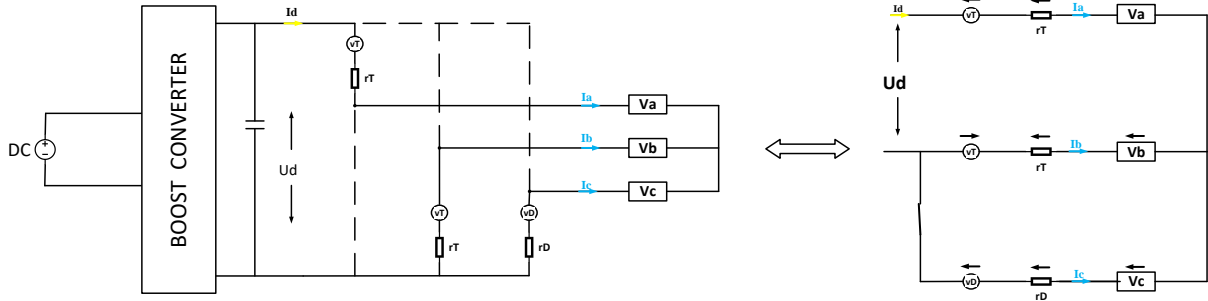 Id
vT
rT
BOOST CONVERTER
DC
Ud
Ia
Va
Ib
Vb
Ic
Vc
vT
rT
vD
rD
Id
vT
rT
Ia
Va
Ud
vT
rT
Ib
Vb
vD
rD
Ic
Vc